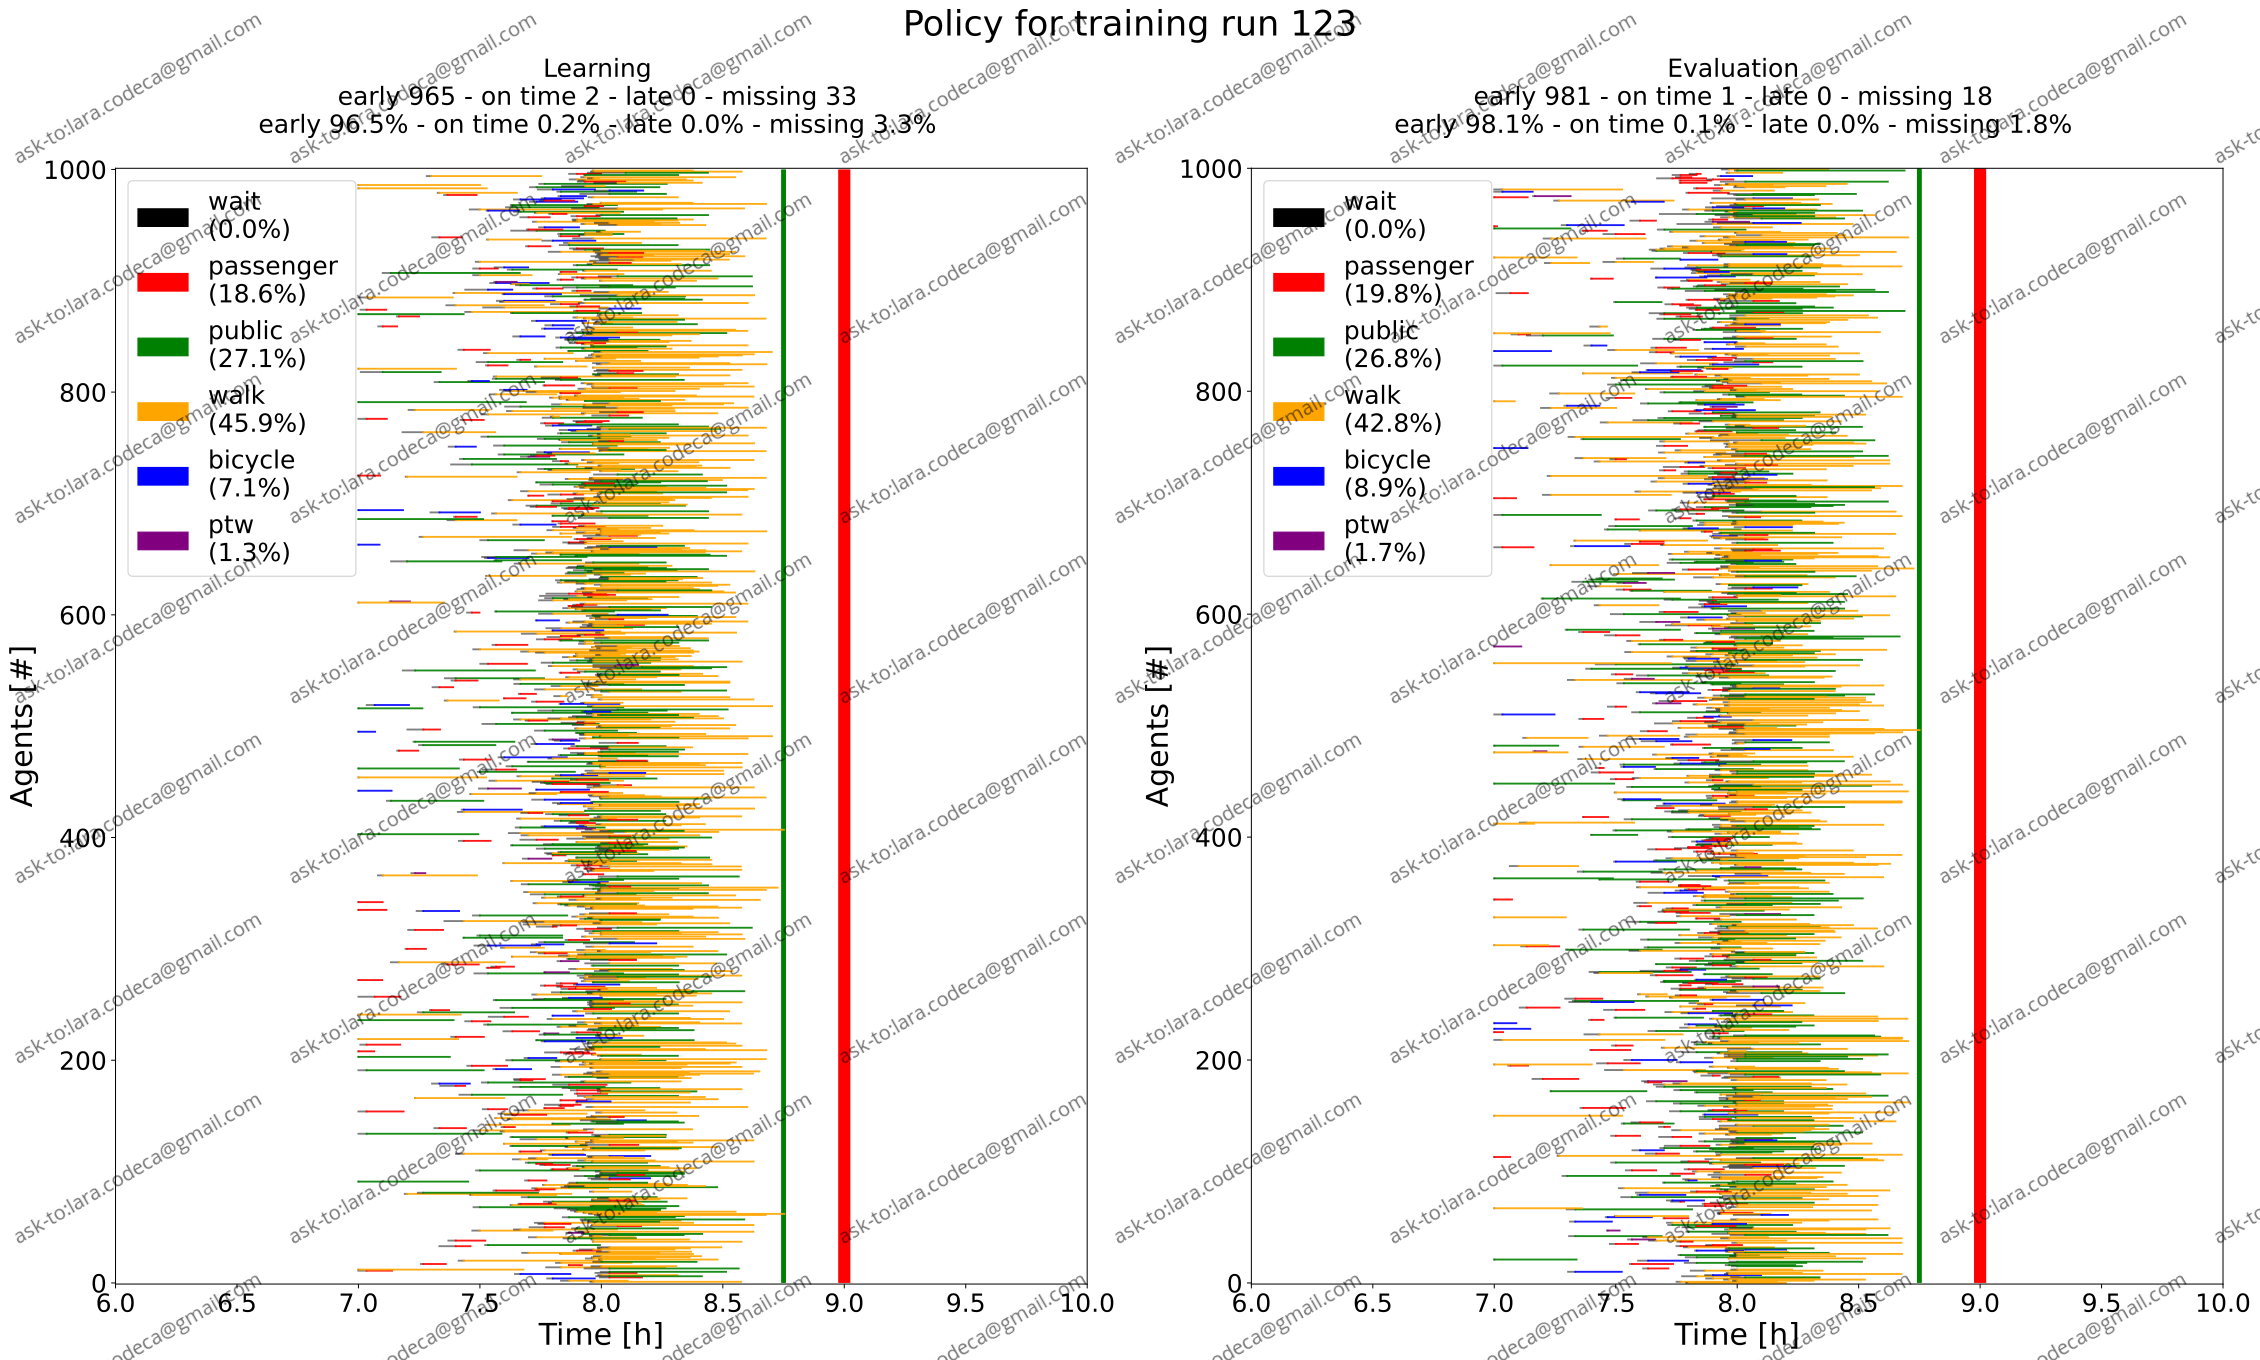 Policy for training run 123
Learning
early 965 - on time 2 - late 0 - missing 33
early 96.5% - on time 0.2% - late 0.0% - missing 3.3%
1000
800
600
400
200
0
Agents [#]
wait
(0.0%)
passenger
(18.6%)
public
(27.1%)
walk
(45.9%)
bicycle
(7.1%)
ptw
(1.3%)
6.0 6.5 7.0 7.5 8.0 8.5 9.0 9.5 10.0
Time [h]
Evaluation
early 981 - on time 1 - late 0 - missing 18
early 98.1% - on time 0.1% - late 0.0% - missing 1.8%
1000
800
600
400
200
0
Agents [#]
wait
(0.0%)
passenger
(19.8%)
public
(26.8%)
walk
(42.8%)
bicycle
(8.9%)
ptw
(1.7%)
6.0 6.5 7.0 7.5 8.0 8.5 9.0 9.5 10.0
Time [h]
ask-to:lara.codeca@gmail.com